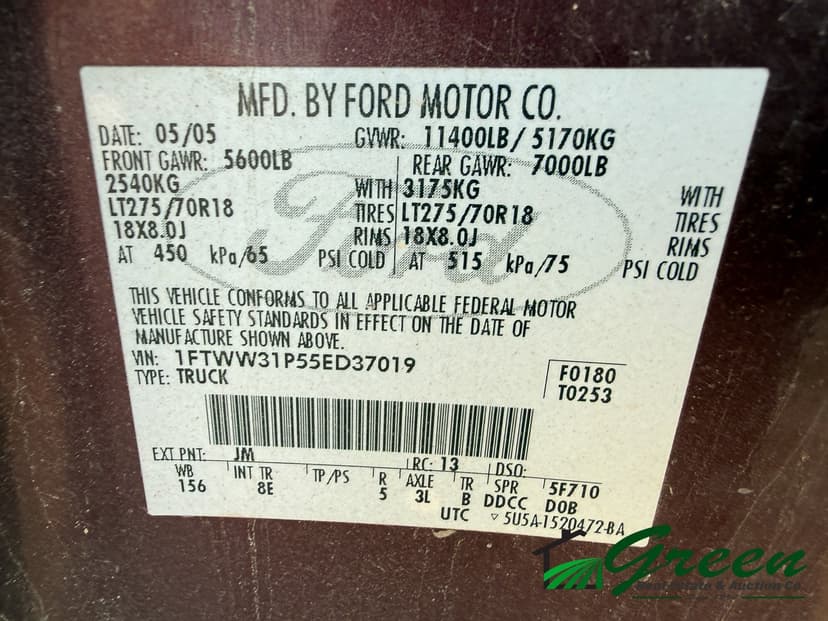 MFD. BY FORD MOTOR CO.
DATE: 05/05 GVWR: 11400LB/ 5170KG
FRONT GAWR: 5600LB REAR GAWR: 7000LB
2540KG WITH 3175KG WITH
LT275/70R18 TIRES LT275/70R18 TIRES
18X8.0J RIMS 18X8.0J RIMS
AT 450 kPa/65 PSI COLD AT 515 kPa/75 PSI COLD
Ford
THIS VEHICLE CONFORMS TO ALL APPLICABLE FEDERAL MOTOR
VEHICLE SAFETY STANDARDS IN EFFECT ON THE DATE OF
MANUFACTURE SHOWN ABOVE.
VIN: 1FTWW31P55ED37019
TYPE: TRUCK
F0180
T0253
EXT PNT: JM RC: 13 DSO:
WB INT TR TP/PS R AXLE TR SPR 5F710
156 8E 5 3L B DDCC DOB
UTC ▽ 5U5A-1520472-BA
Green
Real Estate & Auction Co.